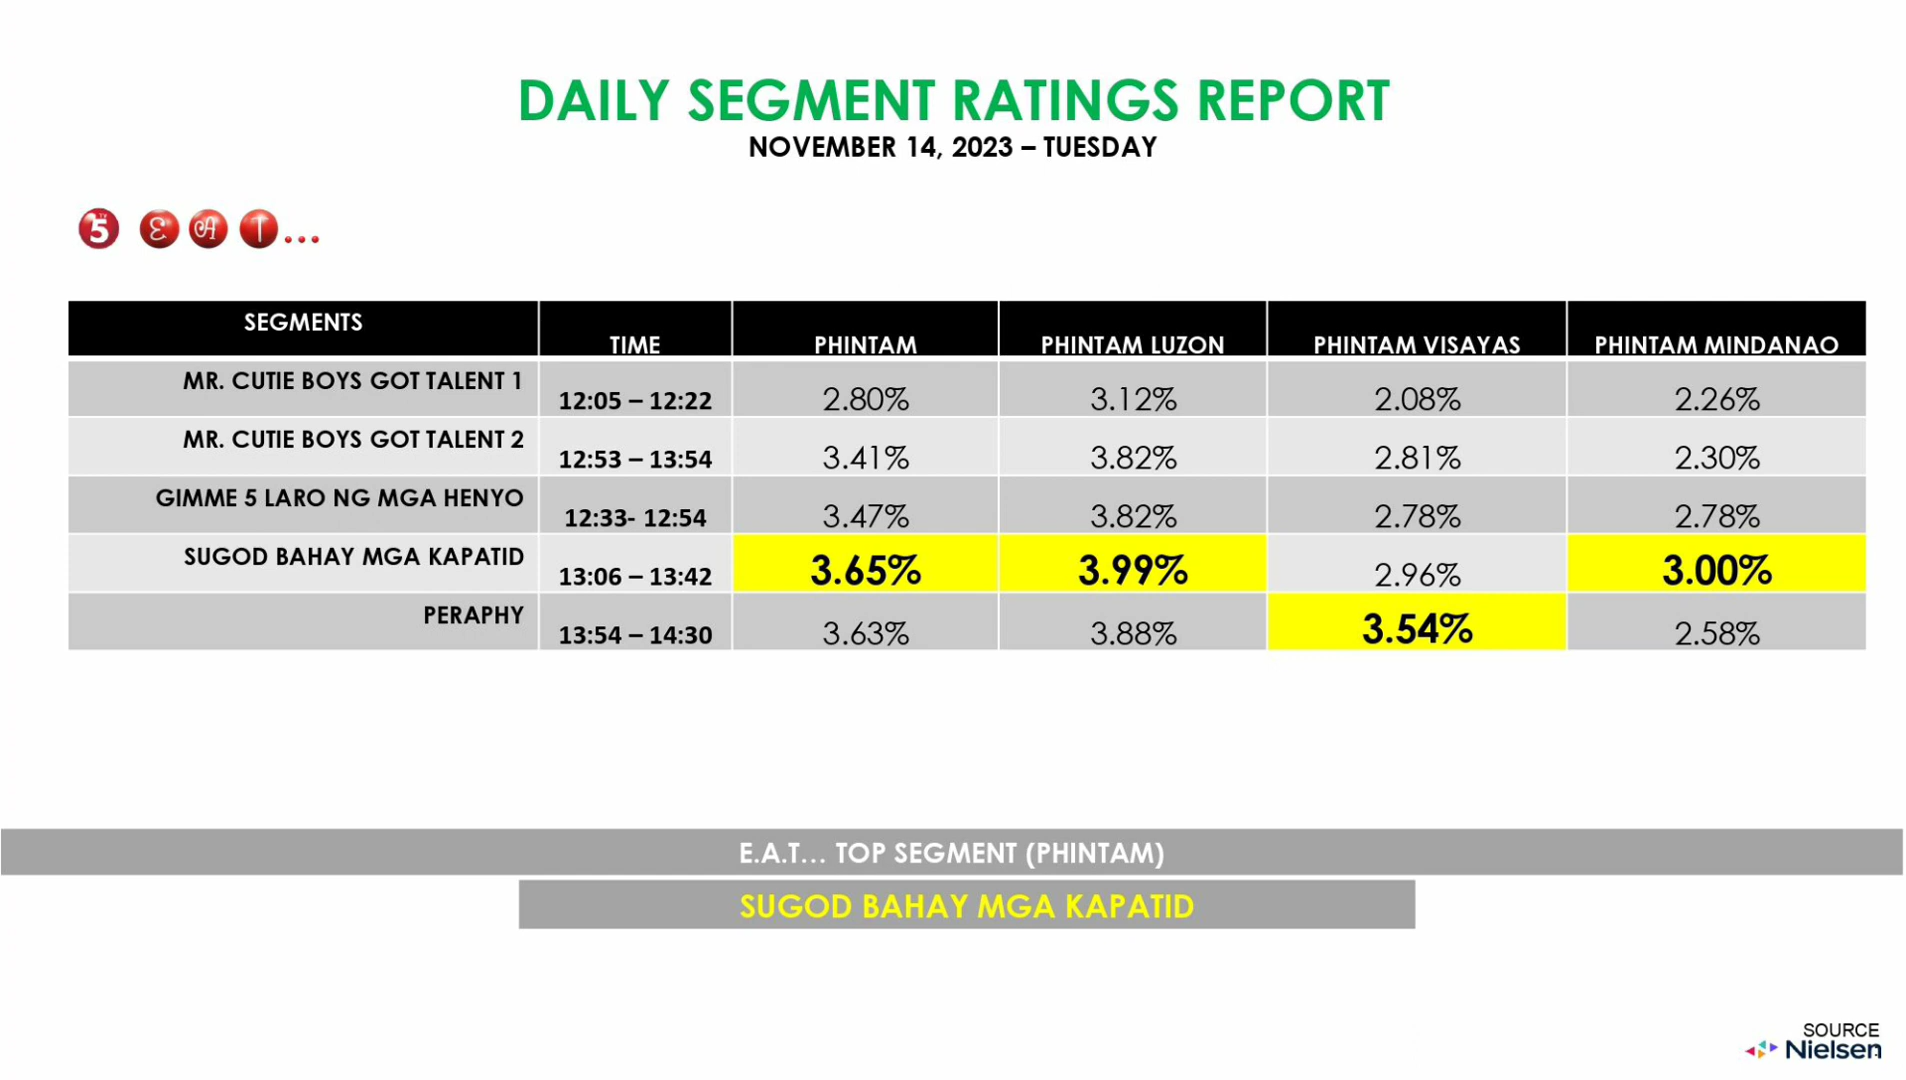 DAILY SEGMENT RATINGS REPORT
NOVEMBER 14, 2023 – TUESDAY
TV 5 E A T...
SEGMENTS TIME PHINTAM PHINTAM LUZON PHINTAM VISAYAS PHINTAM MINDANAO
MR. CUTIE BOYS GOT TALENT 1 12:05 – 12:22 2.80% 3.12% 2.08% 2.26%
MR. CUTIE BOYS GOT TALENT 2 12:53 – 13:54 3.41% 3.82% 2.81% 2.30%
GIMME 5 LARO NG MGA HENYO 12:33- 12:54 3.47% 3.82% 2.78% 2.78%
SUGOD BAHAY MGA KAPATID 13:06 – 13:42 3.65% 3.99% 2.96% 3.00%
PERAPHY 13:54 – 14:30 3.63% 3.88% 3.54% 2.58%
E.A.T... TOP SEGMENT (PHINTAM)
SUGOD BAHAY MGA KAPATID
SOURCE
Nielsen